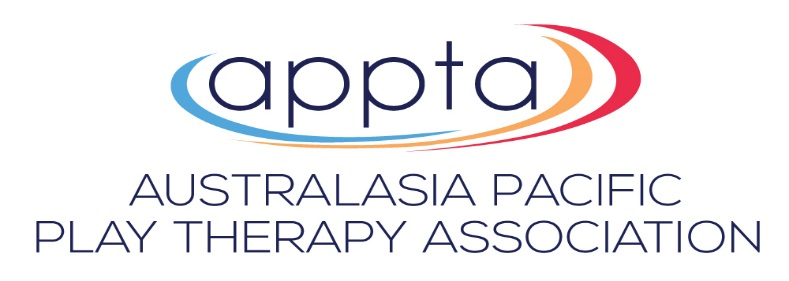 appta
AUSTRALASIA PACIFIC
PLAY THERAPY ASSOCIATION